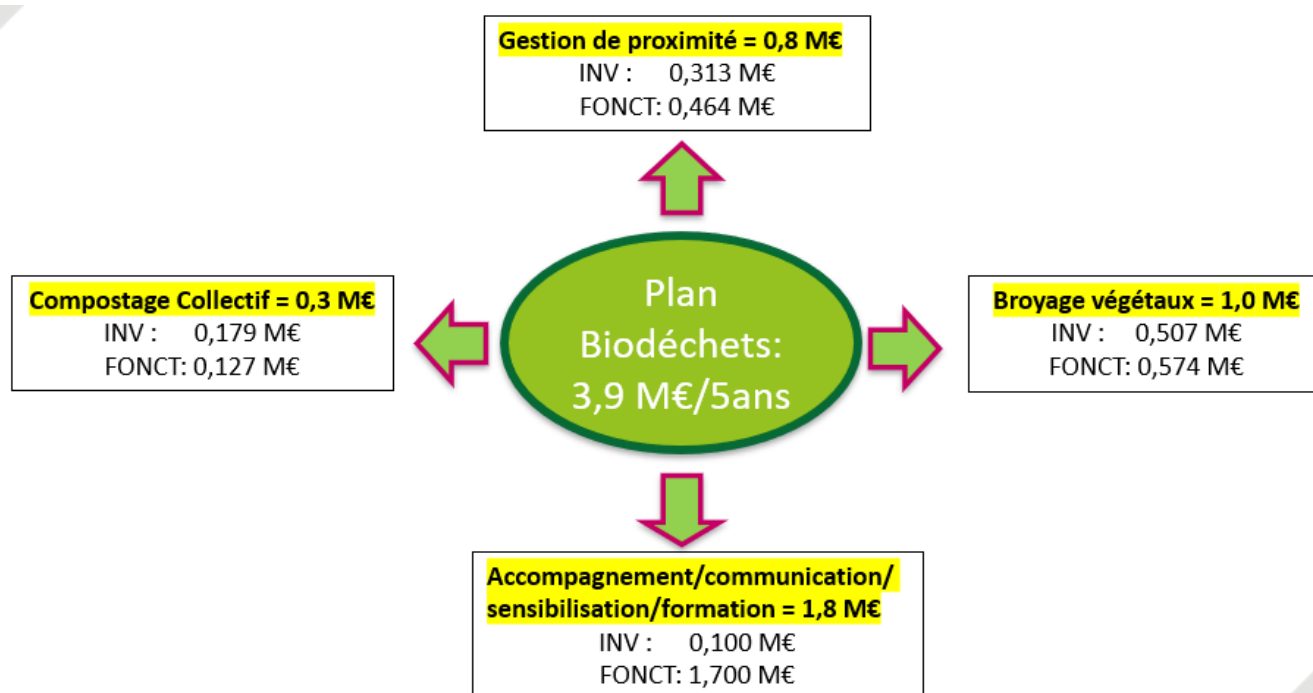 Gestion de proximité = 0,8 M€
INV : 0,313 M€
FONCT: 0,464 M€
Compostage Collectif = 0,3 M€
INV : 0,179 M€
FONCT: 0,127 M€
Plan
Biodéchets:
3,9 M€/5ans
Broyage végétaux = 1,0 M€
INV : 0,507 M€
FONCT: 0,574 M€
Accompagnement/communication/
sensibilisation/formation = 1,8 M€
INV : 0,100 M€
FONCT: 1,700 M€